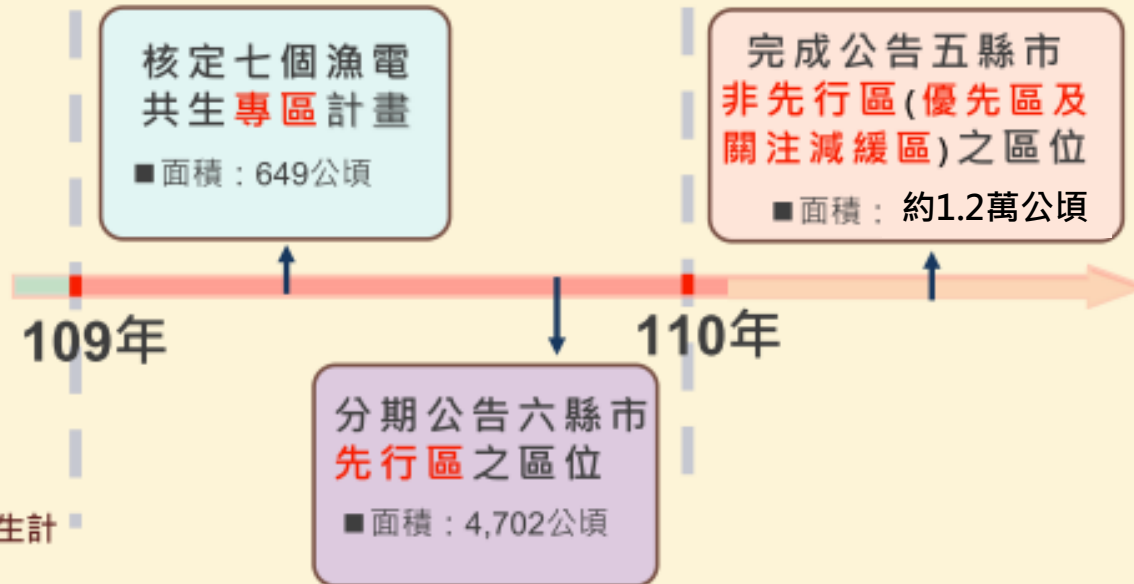 核定七個漁電
共生專區計畫
■面積：649公頃
完成公告五縣市
非先行區(優先區及
關注減緩區)之區位
■面積： 約1.2萬公頃
109年
110年
分期公告六縣市
先行區之區位
■面積：4,702公頃
生計